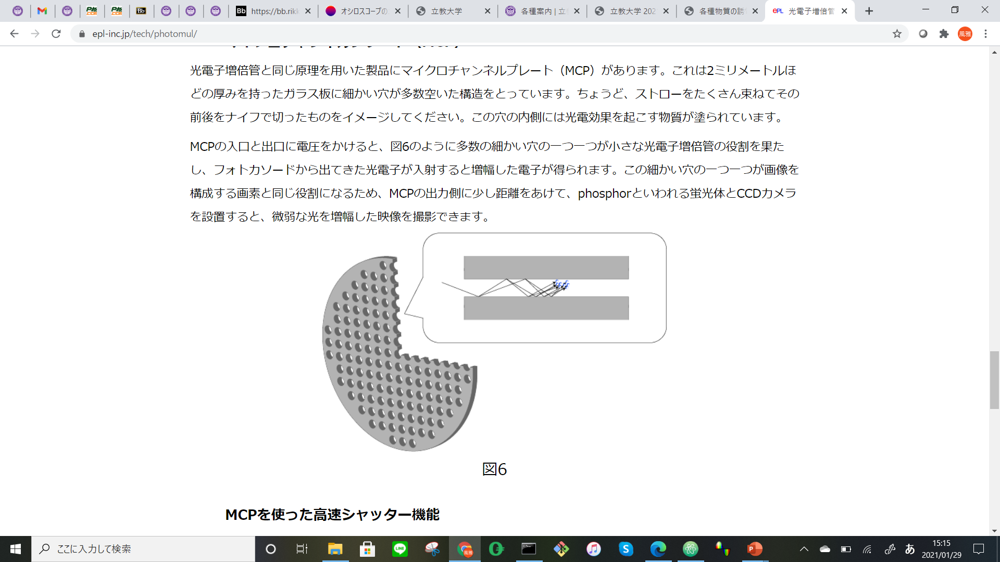 Bb
Bb
https://bb.rikk
オシロスコープの
立教大学
各種案内 | 立
立教大学 202
各種物質の誘
ePL
光電子増倍管
epl-inc.jp/tech/photomul/
風雅
光電子増倍管と同じ原理を用いた製品にマイクロチャンネルプレート（MCP）があります。これは2ミリメートルほ
どの厚みを持ったガラス板に細かい穴が多数空いた構造をとっています。ちょうど、ストローをたくさん束ねてその
前後をナイフで切ったものをイメージしてください。この穴の内側には光電効果を起こす物質が塗られています。
MCPの入口と出口に電圧をかけると、図6のように多数の細かい穴の一つ一つが小さな光電子増倍管の役割を果た
し、フォトカソードから出てきた光電子が入射すると増幅した電子が得られます。この細かい穴の一つ一つが画像を
構成する画素と同じ役割になるため、MCPの出力側に少し距離をあけて、phosphorといわれる蛍光体とCCDカメラ
を設置すると、微弱な光を増幅した映像を撮影できます。
図6
MCPを使った高速シャッター機能
ここに入力して検索
LINE
あ
15:15
2021/01/29